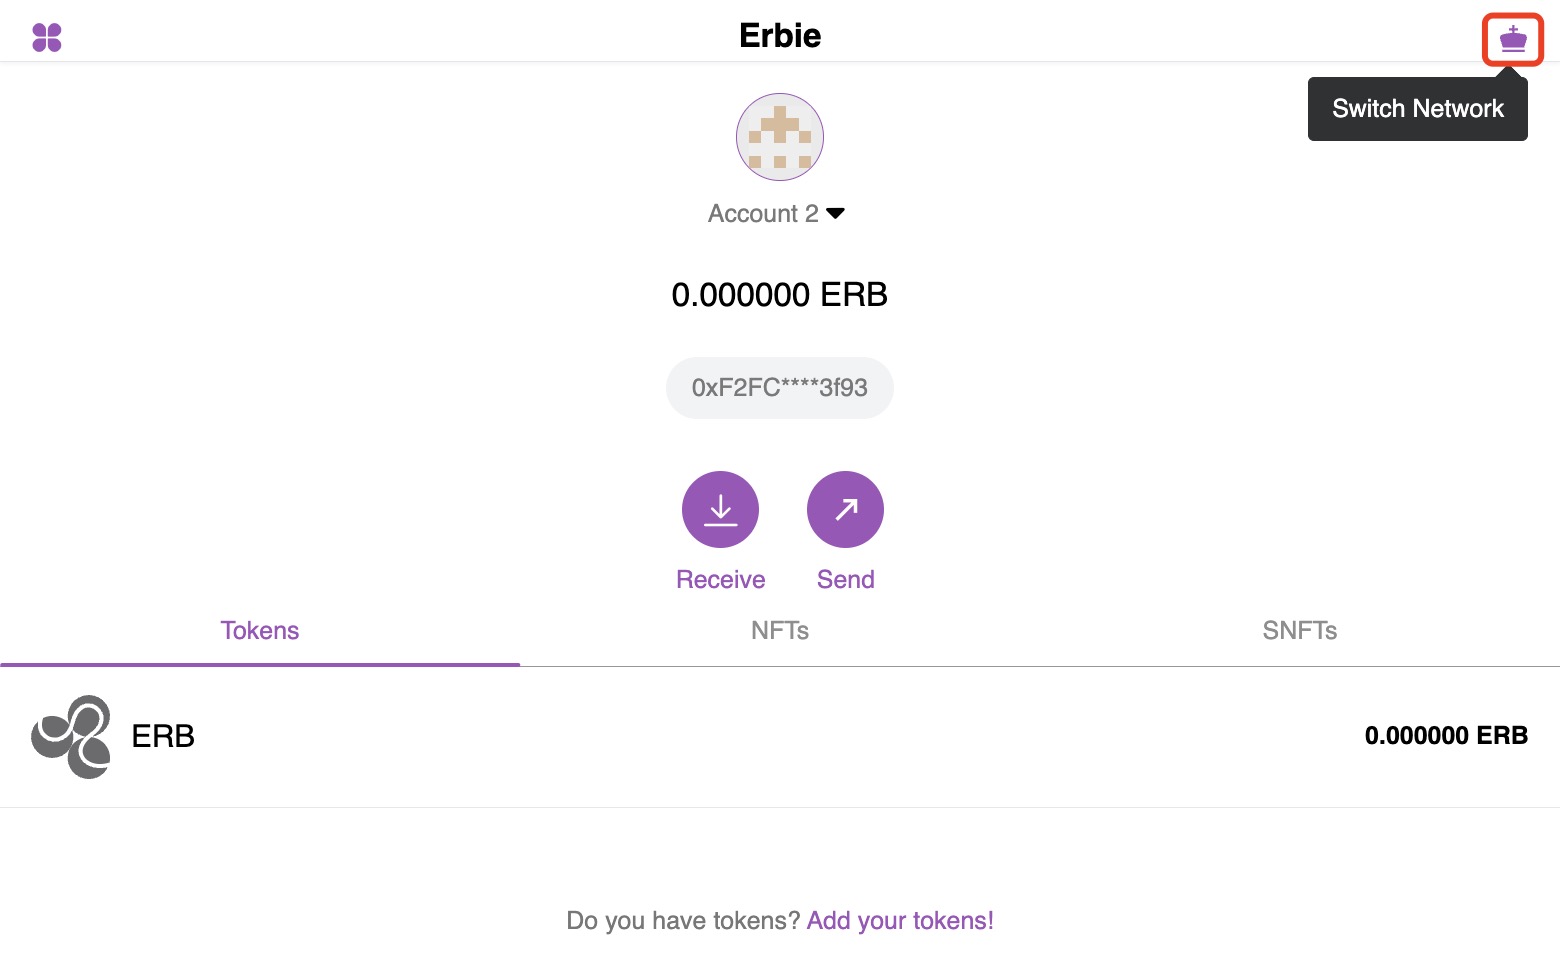 Erbie
Switch Network
Account 2
0.000000 ERB
0xF2FC****3f93
Receive Send
Tokens NFTs SNFTs
ERB 0.000000 ERB
Do you have tokens? Add your tokens!